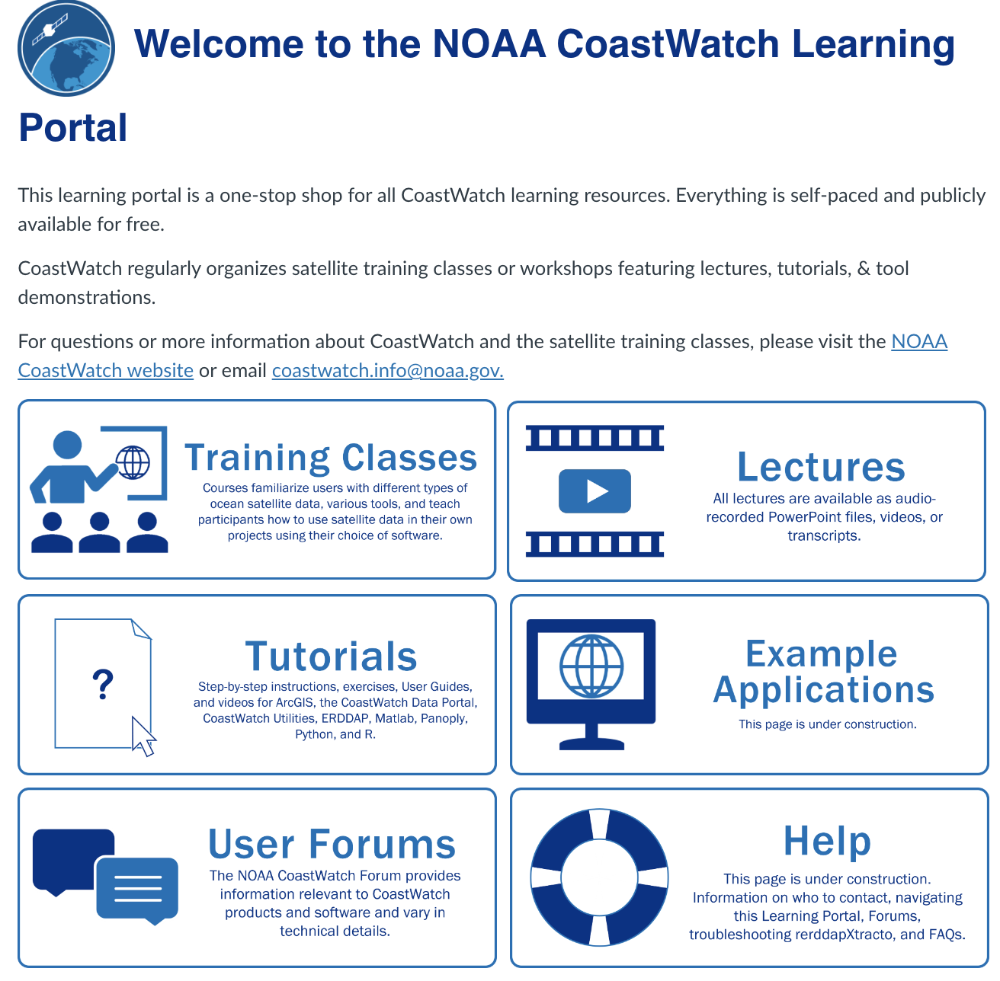 Welcome to the NOAA CoastWatch Learning
Portal
This learning portal is a one-stop shop for all CoastWatch learning resources. Everything is self-paced and publicly
available for free.
CoastWatch regularly organizes satellite training classes or workshops featuring lectures, tutorials, & tool
demonstrations.
For questions or more information about CoastWatch and the satellite training classes, please visit the NOAA
CoastWatch website or email coastwatch.info@noaa.gov.
Training Classes
Courses familiarize users with different types of
ocean satellite data, various tools, and teach
participants how to use satellite data in their own
projects using their choice of software.
Lectures
All lectures are available as audio-
recorded PowerPoint files, videos, or
transcripts.
?
Tutorials
Step-by-step instructions, exercises, User Guides,
and videos for ArcGIS, the CoastWatch Data Portal,
CoastWatch Utilities, ERDDAP, Matlab, Panoply,
Python, and R.
Example
Applications
This page is under construction.
User Forums
The NOAA CoastWatch Forum provides
information relevant to CoastWatch
products and software and vary in
technical details.
Help
This page is under construction.
Information on who to contact, navigating
this Learning Portal, Forums,
troubleshooting rerddapXtracto, and FAQs.